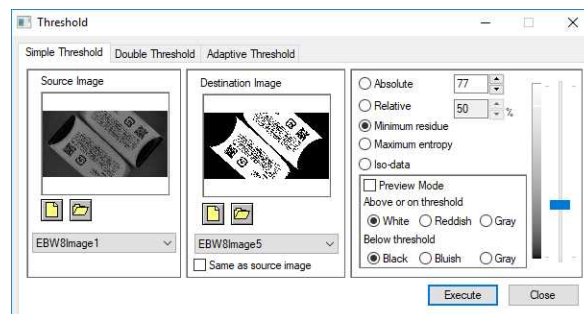 Threshold
Simple Threshold Double Threshold Adaptive Threshold
Source Image
EBW8Image1
Destination Image
EBW8Image5
Same as source image
Absolute 77
Relative 50 %
Minimum residue
Maximum entropy
Iso-data
Preview Mode
Above or on threshold
White Reddish Gray
Below threshold
Black Bluish Gray
Execute Close